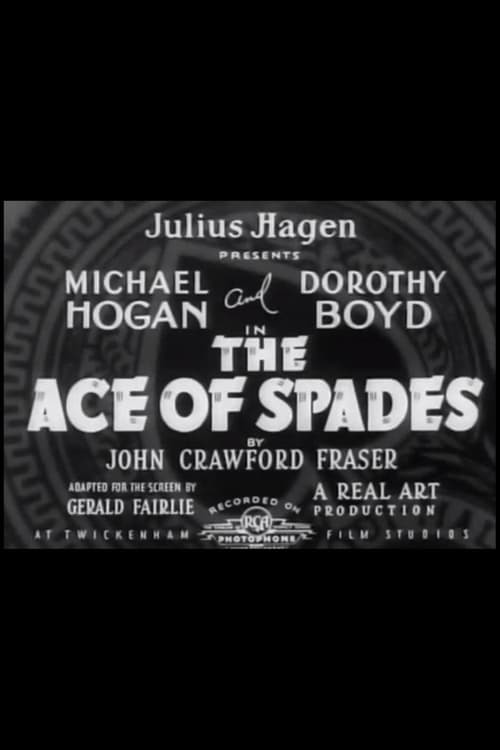 Julius Hagen
PRESENTS
MICHAEL HOGAN and DOROTHY BOYD
IN
THE
ACE OF SPADES
BY
JOHN CRAWFORD FRASER
ADAPTED FOR THE SCREEN BY
GERALD FAIRLIE
RECORDED ON
RCA
PHOTOPHONE
A REAL ART
PRODUCTION
AT TWICKENHAM FILM STUDIOS